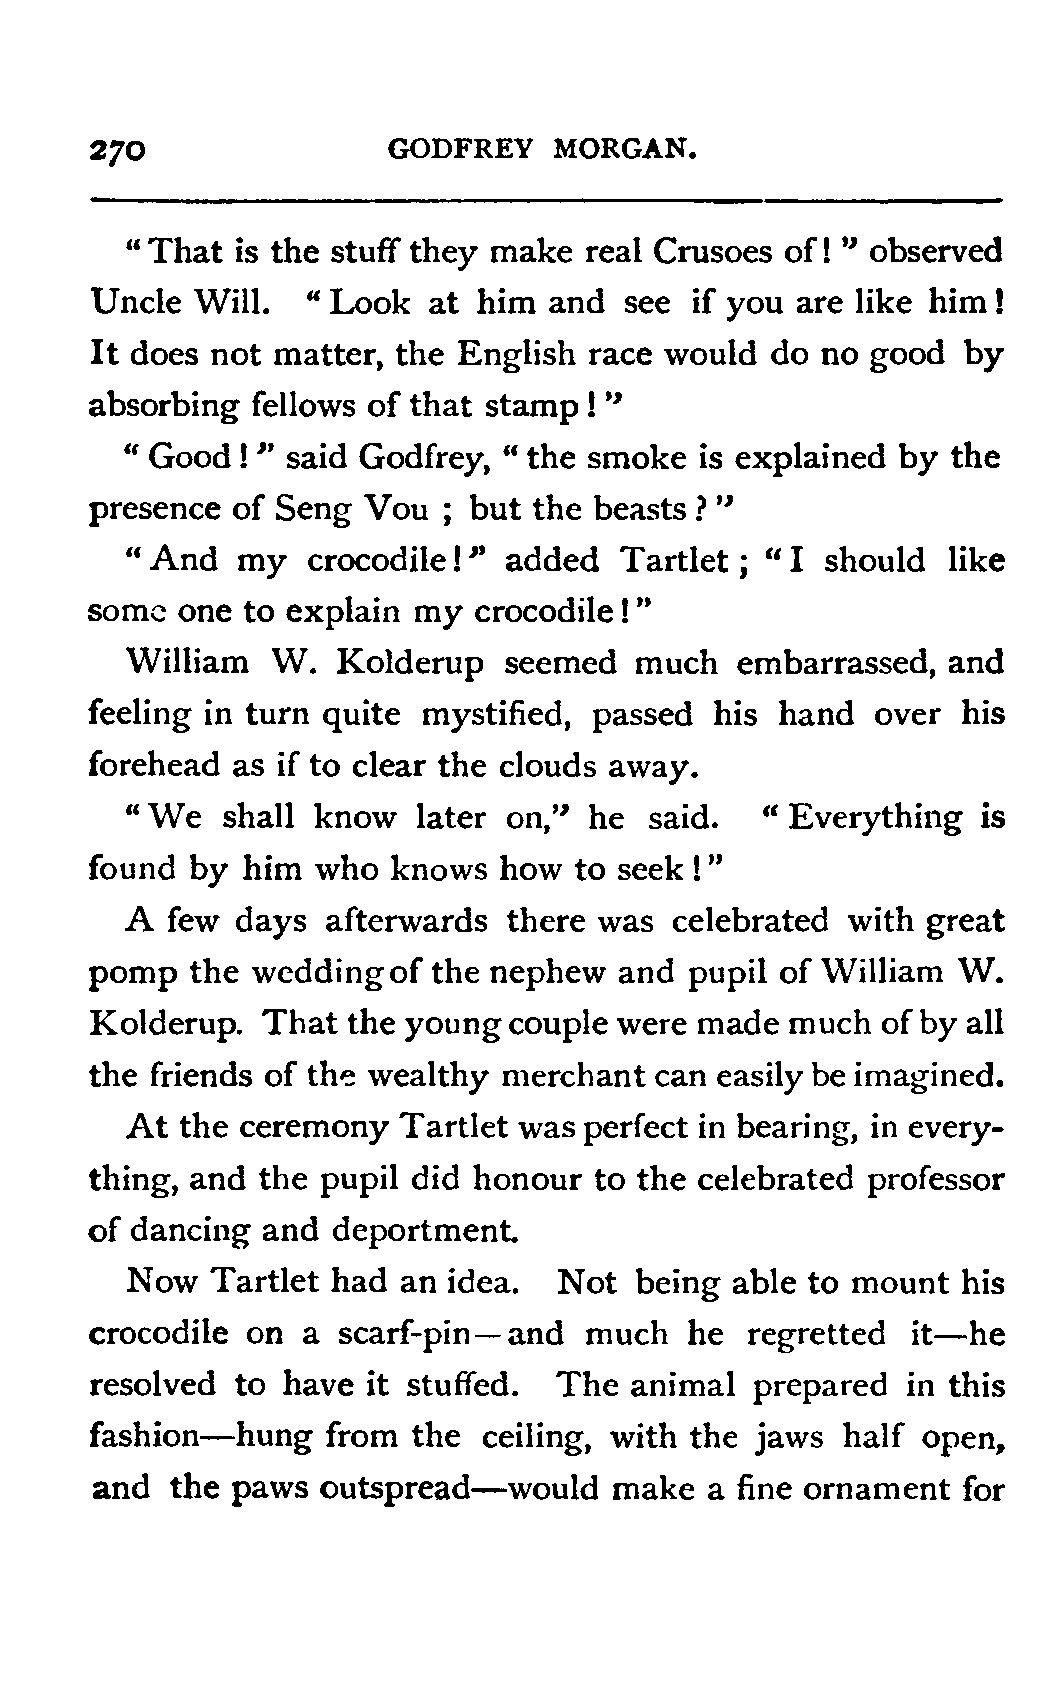 270 GODFREY MORGAN.
"That is the stuff they make real Crusoes of!" observed
Uncle Will. "Look at him and see if you are like him!
It does not matter, the English race would do no good by
absorbing fellows of that stamp!"
"Good!" said Godfrey, "the smoke is explained by the
presence of Seng Vou; but the beasts?"
"And my crocodile!" added Tartlet; "I should like
some one to explain my crocodile!"
William W. Kolderup seemed much embarrassed, and
feeling in turn quite mystified, passed his hand over his
forehead as if to clear the clouds away.
"We shall know later on," he said. "Everything is
found by him who knows how to seek!"
A few days afterwards there was celebrated with great
pomp the wedding of the nephew and pupil of William W.
Kolderup. That the young couple were made much of by all
the friends of the wealthy merchant can easily be imagined.
At the ceremony Tartlet was perfect in bearing, in every-
thing, and the pupil did honour to the celebrated professor
of dancing and deportment.
Now Tartlet had an idea. Not being able to mount his
crocodile on a scarf-pin—and much he regretted it—he
resolved to have it stuffed. The animal prepared in this
fashion—hung from the ceiling, with the jaws half open,
and the paws outspread—would make a fine ornament for